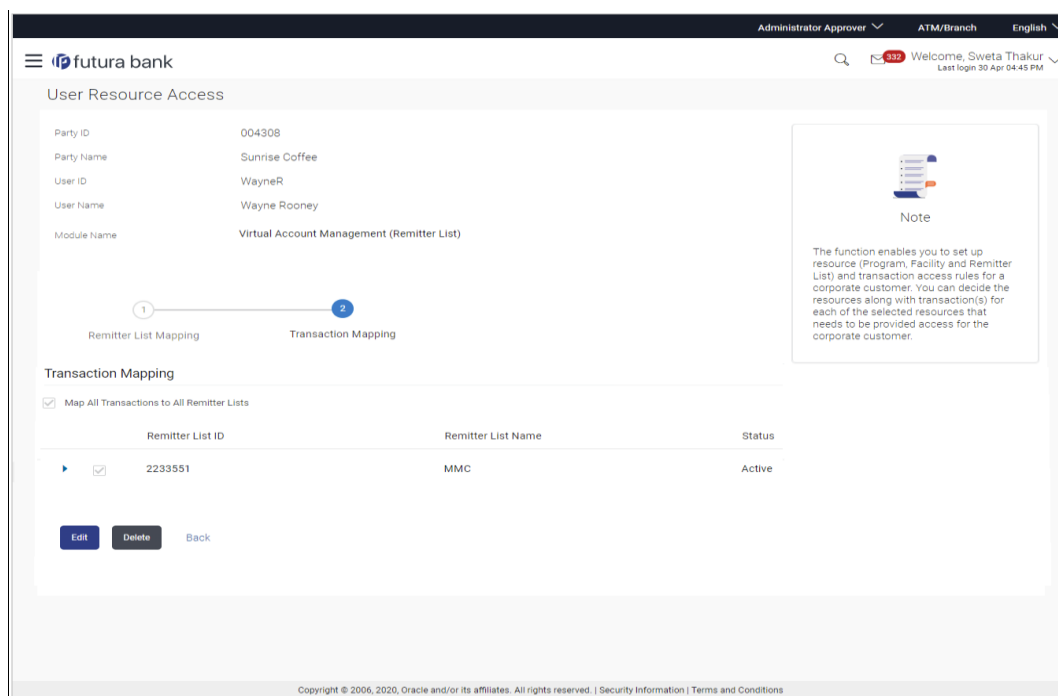 Administrator Approver ATM/Branch English
futura bank
332 Welcome, Sweta Thakur
Last login 30 Apr 04:45 PM
User Resource Access
Party ID 004308
Party Name Sunrise Coffee
User ID WayneR
User Name Wayne Rooney
Module Name Virtual Account Management (Remitter List)
Note
The function enables you to set up
resource (Program, Facility and Remitter
List) and transaction access rules for a
corporate customer. You can decide the
resources along with transaction(s) for
each of the selected resources that
needs to be provided access for the
corporate customer.
1 2
Remitter List Mapping Transaction Mapping
Transaction Mapping
Map All Transactions to All Remitter Lists
Remitter List ID Remitter List Name Status
2233551 MMC Active
Edit Delete Back
Copyright © 2006, 2020, Oracle and/or its affiliates. All rights reserved. | Security Information | Terms and Conditions